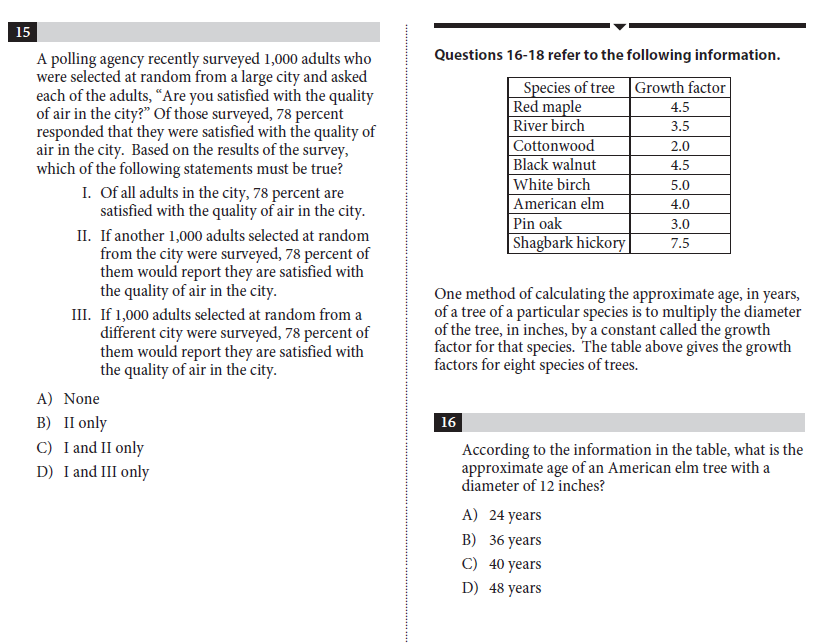 15
A polling agency recently surveyed 1,000 adults who
were selected at random from a large city and asked
each of the adults, “Are you satisfied with the quality
of air in the city?” Of those surveyed, 78 percent
responded that they were satisfied with the quality of
air in the city. Based on the results of the survey,
which of the following statements must be true?
I. Of all adults in the city, 78 percent are
satisfied with the quality of air in the city.
II. If another 1,000 adults selected at random
from the city were surveyed, 78 percent of
them would report they are satisfied with
the quality of air in the city.
III. If 1,000 adults selected at random from a
different city were surveyed, 78 percent of
them would report they are satisfied with
the quality of air in the city.
A) None
B) II only
C) I and II only
D) I and III only
Questions 16-18 refer to the following information.
Species of tree Growth factor
Red maple 4.5
River birch 3.5
Cottonwood 2.0
Black walnut 4.5
White birch 5.0
American elm 4.0
Pin oak 3.0
Shagbark hickory 7.5
One method of calculating the approximate age, in years,
of a tree of a particular species is to multiply the diameter
of the tree, in inches, by a constant called the growth
factor for that species. The table above gives the growth
factors for eight species of trees.
16
According to the information in the table, what is the
approximate age of an American elm tree with a
diameter of 12 inches?
A) 24 years
B) 36 years
C) 40 years
D) 48 years